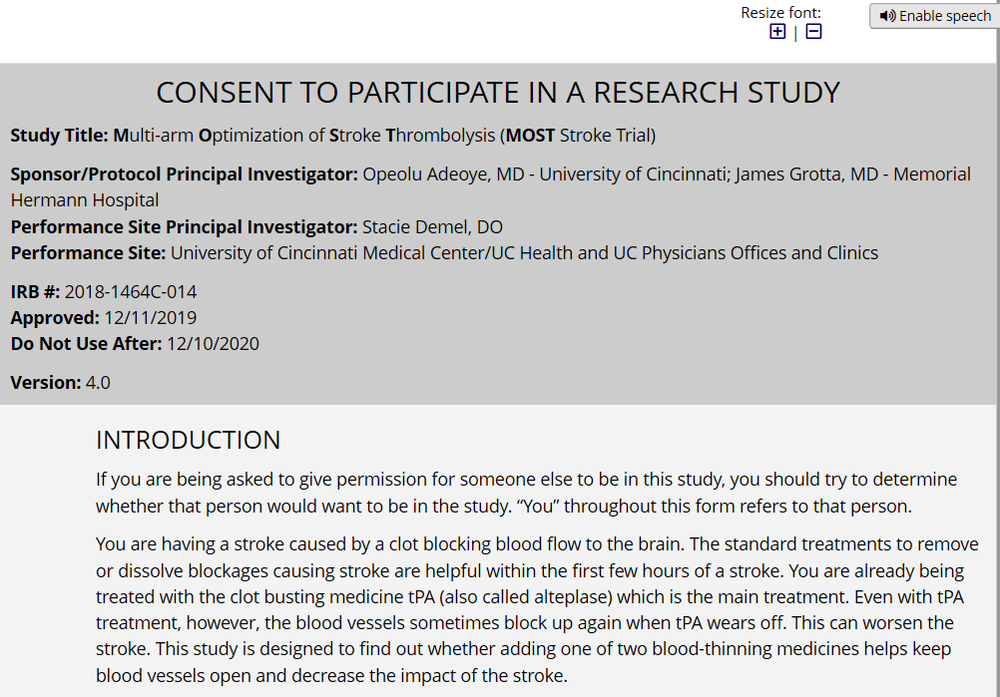 Resize font:
+ | −
Enable speech
CONSENT TO PARTICIPATE IN A RESEARCH STUDY
Study Title: Multi-arm Optimization of Stroke Thrombolysis (MOST Stroke Trial)
Sponsor/Protocol Principal Investigator: Opeolu Adeoye, MD - University of Cincinnati; James Grotta, MD - Memorial
Hermann Hospital
Performance Site Principal Investigator: Stacie Demel, DO
Performance Site: University of Cincinnati Medical Center/UC Health and UC Physicians Offices and Clinics
IRB #: 2018-1464C-014
Approved: 12/11/2019
Do Not Use After: 12/10/2020
Version: 4.0
INTRODUCTION
If you are being asked to give permission for someone else to be in this study, you should try to determine
whether that person would want to be in the study. “You” throughout this form refers to that person.
You are having a stroke caused by a clot blocking blood flow to the brain. The standard treatments to remove
or dissolve blockages causing stroke are helpful within the first few hours of a stroke. You are already being
treated with the clot busting medicine tPA (also called alteplase) which is the main treatment. Even with tPA
treatment, however, the blood vessels sometimes block up again when tPA wears off. This can worsen the
stroke. This study is designed to find out whether adding one of two blood-thinning medicines helps keep
blood vessels open and decrease the impact of the stroke.